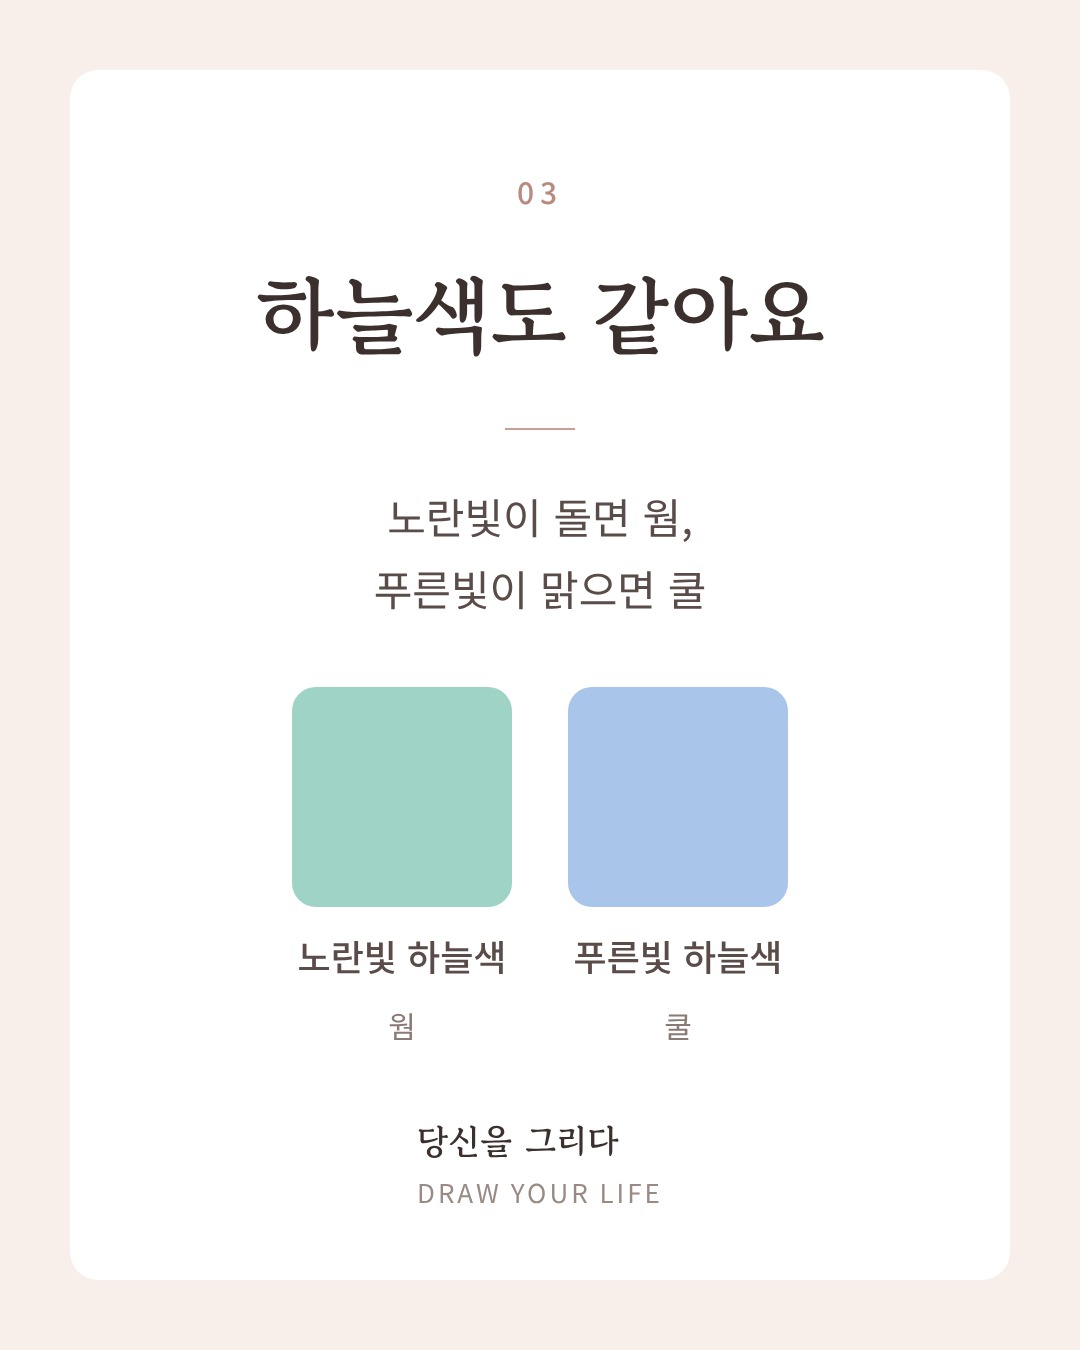 03
하늘색도 같아요
노란빛이 돌면 웜,
푸른빛이 맑으면 쿨
노란빛 하늘색
푸른빛 하늘색
웜
쿨
당신을 그리다
DRAW YOUR LIFE